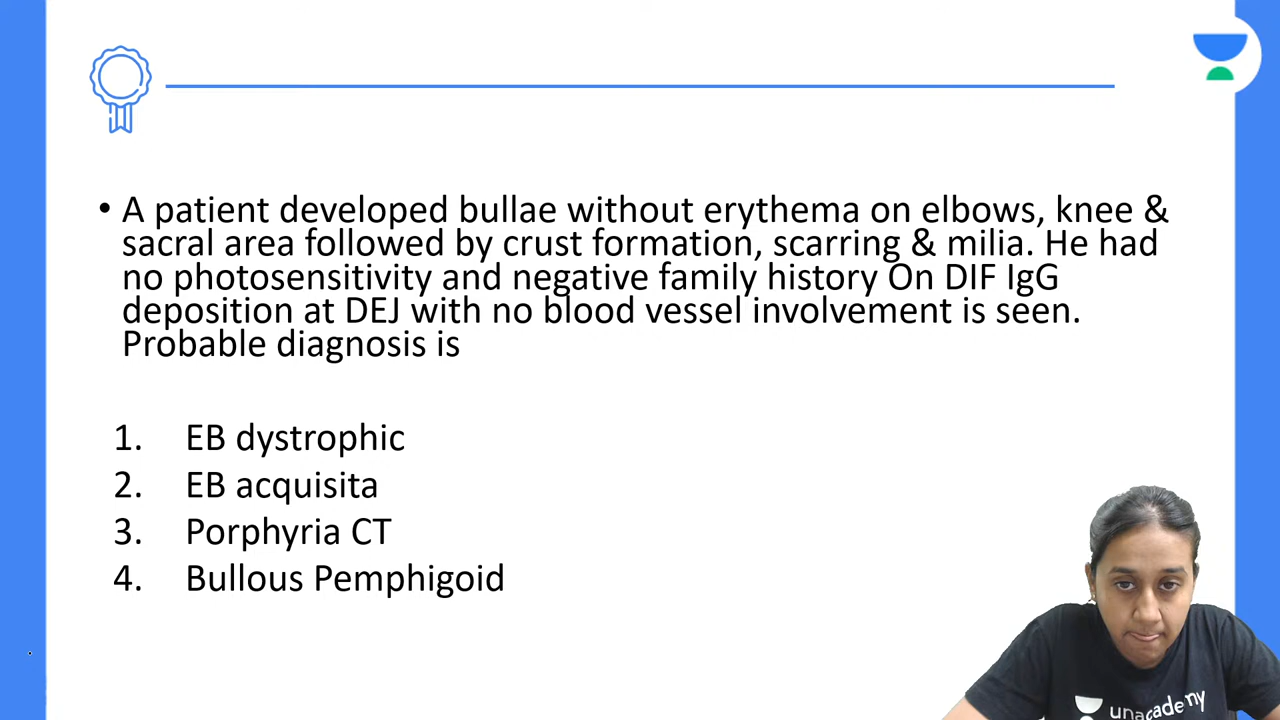 • A patient developed bullae without erythema on elbows, knee &
sacral area followed by crust formation, scarring & milia. He had
no photosensitivity and negative family history On DIF IgG
deposition at DEJ with no blood vessel involvement is seen.
Probable diagnosis is
1. EB dystrophic
2. EB acquisita
3. Porphyria CT
4. Bullous Pemphigoid
unacademy